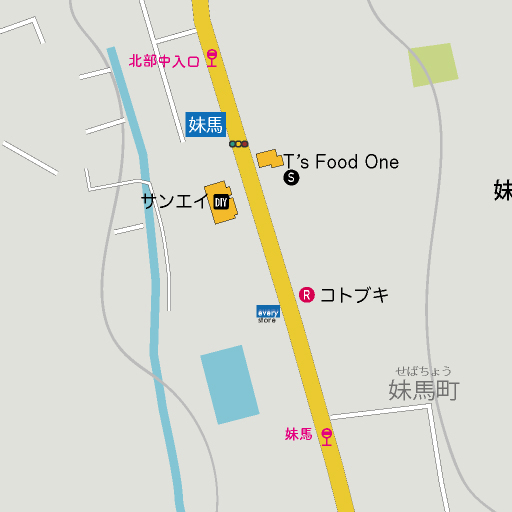 北部中入口
妹馬
T's Food One
S
サンエイ
DIY
妹
R コトブキ
every
store
せばちょう
妹馬町
妹馬